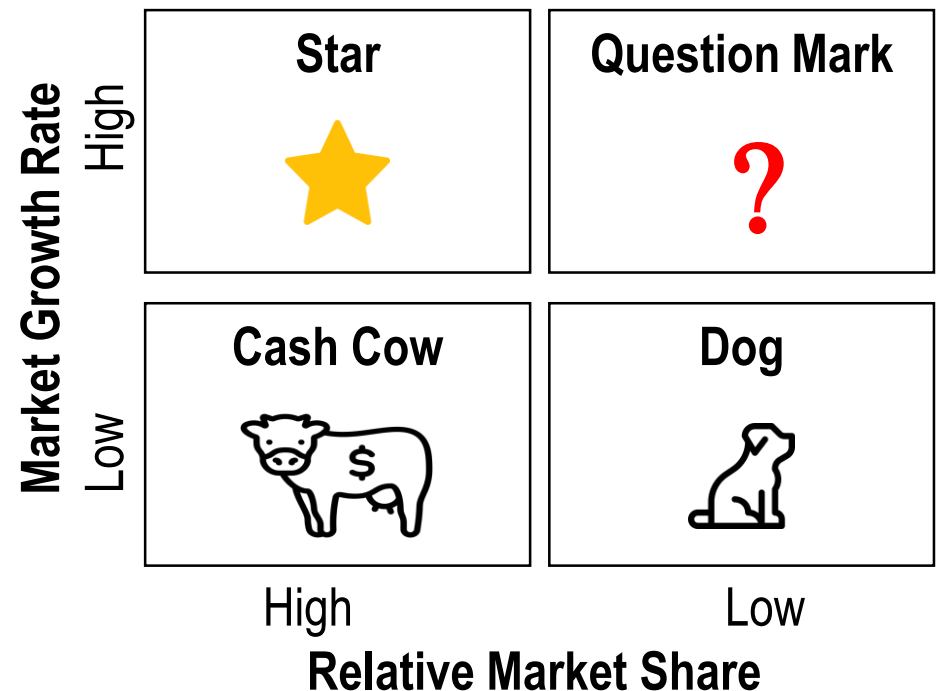 Market Growth Rate
High
Low
Star
Question Mark
?
Cash Cow
$
Dog
High
Low
Relative Market Share